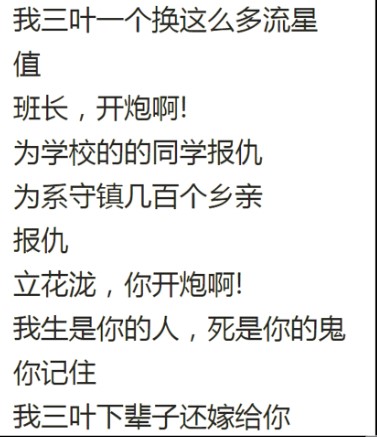 我三叶一个换这么多流星
值
班长，开炮啊!
为学校的的同学报仇
为系守镇几百个乡亲
报仇
立花泷，你开炮啊!
我生是你的人，死是你的鬼
你记住
我三叶下辈子还嫁给你